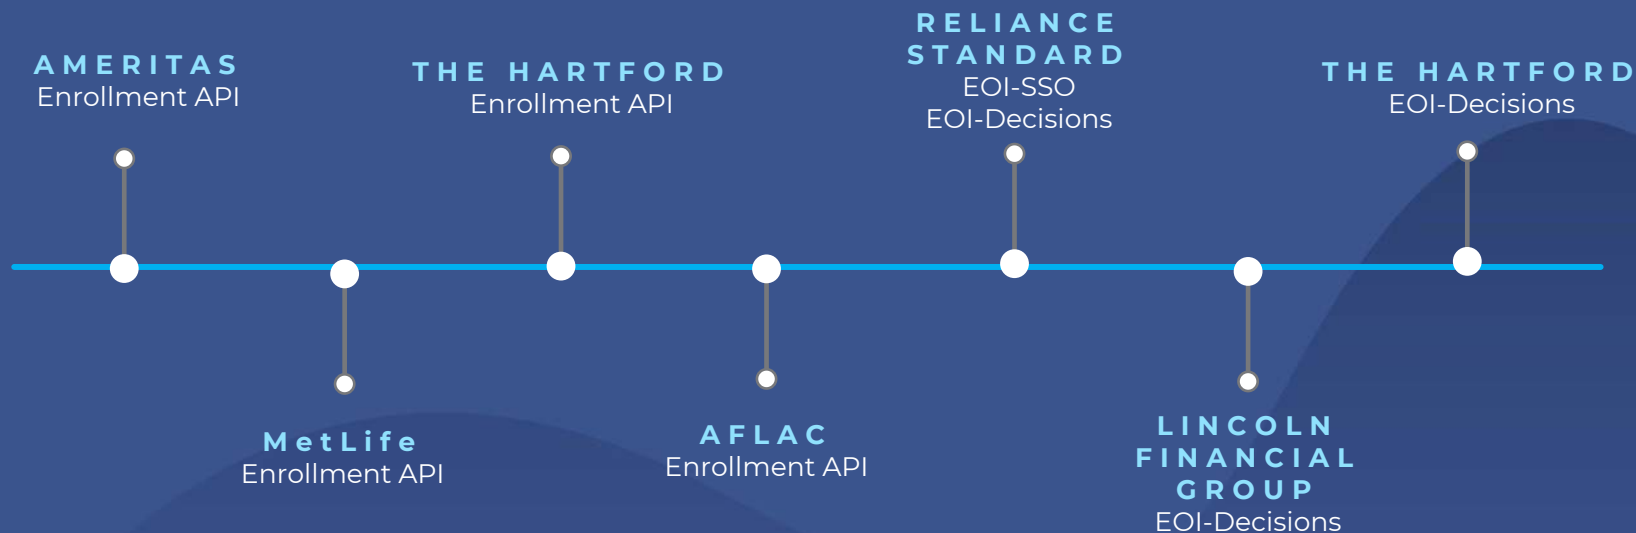 AMERITAS
Enrollment API
MetLife
Enrollment API
THE HARTFORD
Enrollment API
AFLAC
Enrollment API
RELIANCE
STANDARD
EOI-SSO
EOI-Decisions
LINCOLN
FINANCIAL
GROUP
EOI-Decisions
THE HARTFORD
EOI-Decisions